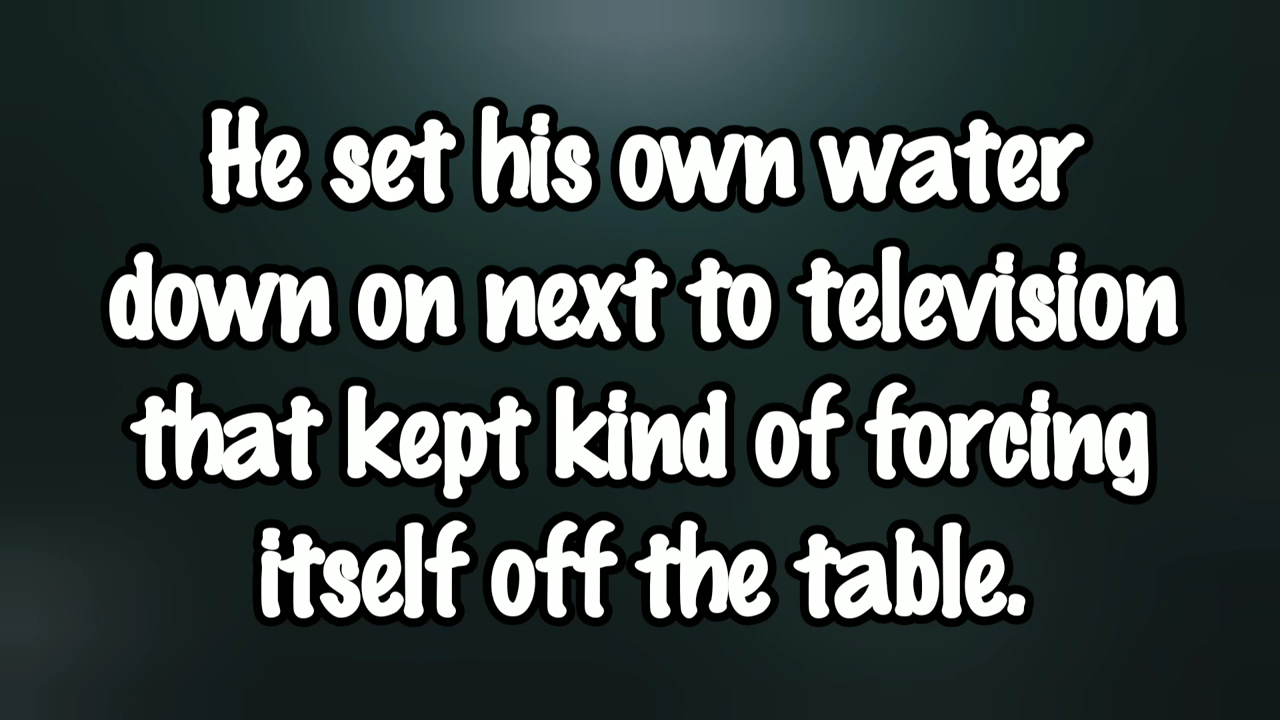 He set his own water
down on next to television
that kept kind of forcing
itself off the table.